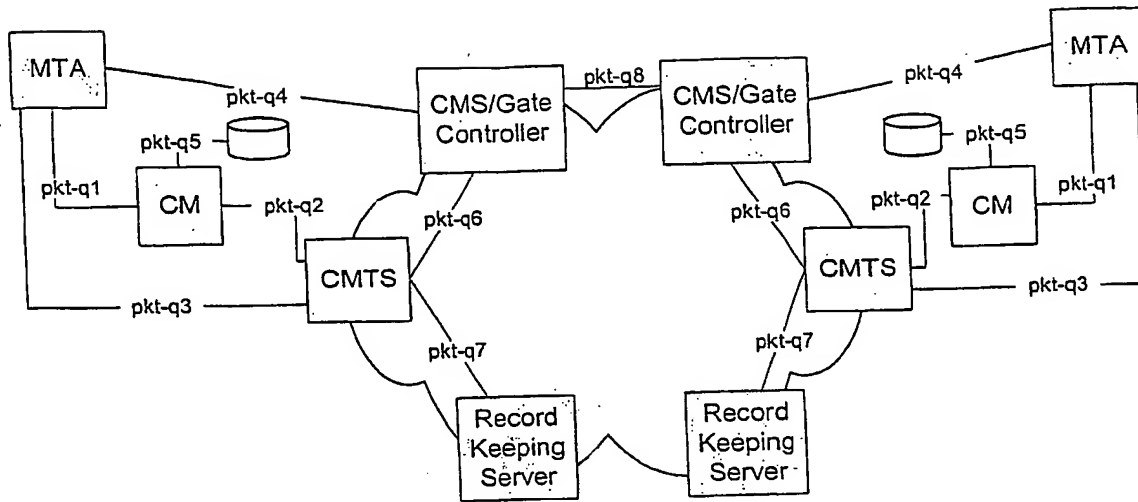 MTA
pkt-q4
CMS/Gate
Controller
pkt-q8
CMS/Gate
Controller
pkt-q4
MTA
pkt-q5
pkt-q1
CM
pkt-q2
pkt-q6
CMTS
pkt-q3
pkt-q7
Record
Keeping
Server
pkt-q5
pkt-q1
CM
pkt-q2
pkt-q6
CMTS
pkt-q3
pkt-q7
Record
Keeping
Server